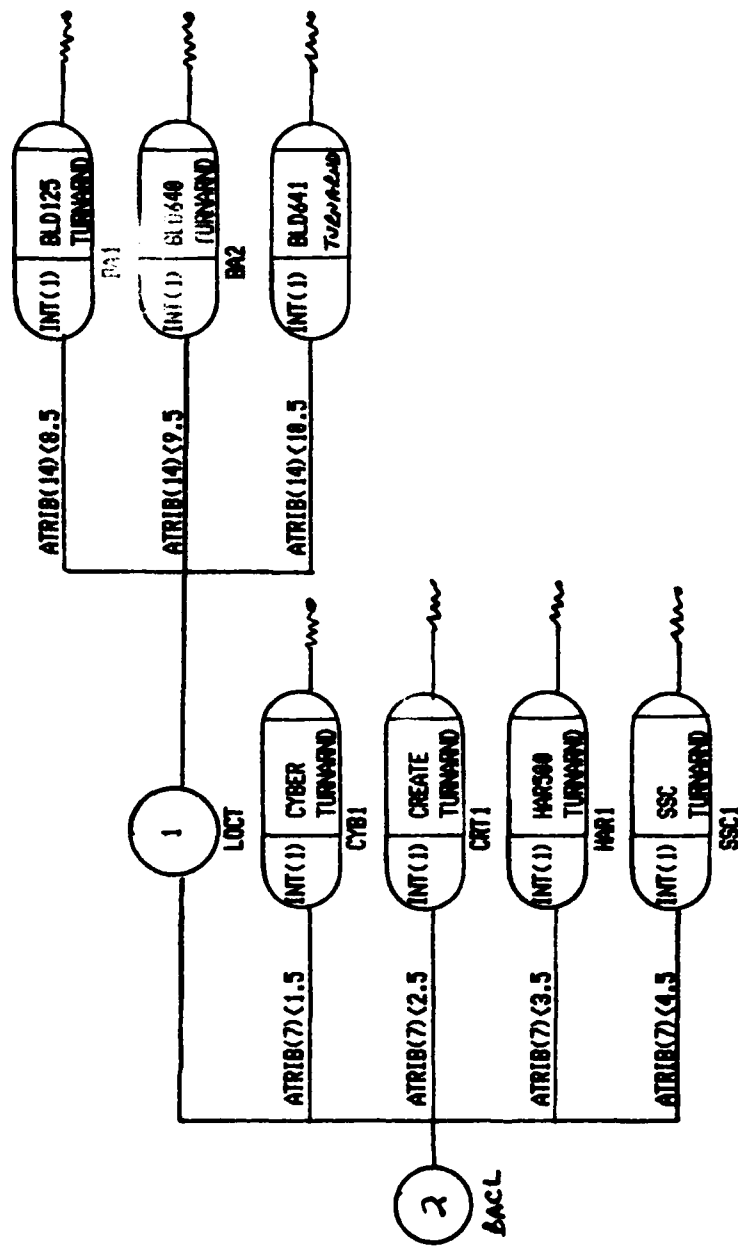 ATRIB(14)<8.5
INT(1)
BLD125
TURNARND
BA1
ATRIB(14)<9.5
INT(1)
BLD640
TURNARND
BA2
ATRIB(14)<10.5
INT(1)
BLD641
TURNARND
1
LOCT
ATRIB(7)<1.5
INT(1)
CYBER
TURNARND
CYB1
2
BACL
ATRIB(7)<2.5
INT(1)
CREATE
TURNARND
CRT1
ATRIB(7)<3.5
INT(1)
HAR500
TURNARND
HAR1
ATRIB(7)<4.5
INT(1)
SSC
TURNARND
SSC1